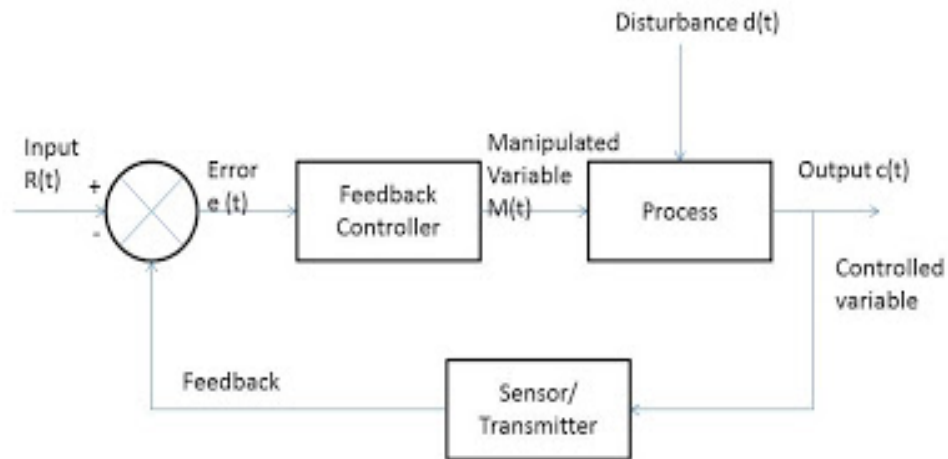 Disturbance d(t)
Input
R(t)
+
-
Error
e (t)
Feedback
Controller
Manipulated
Variable
M(t)
Process
Output c(t)
Controlled
variable
Feedback
Sensor/
Transmitter